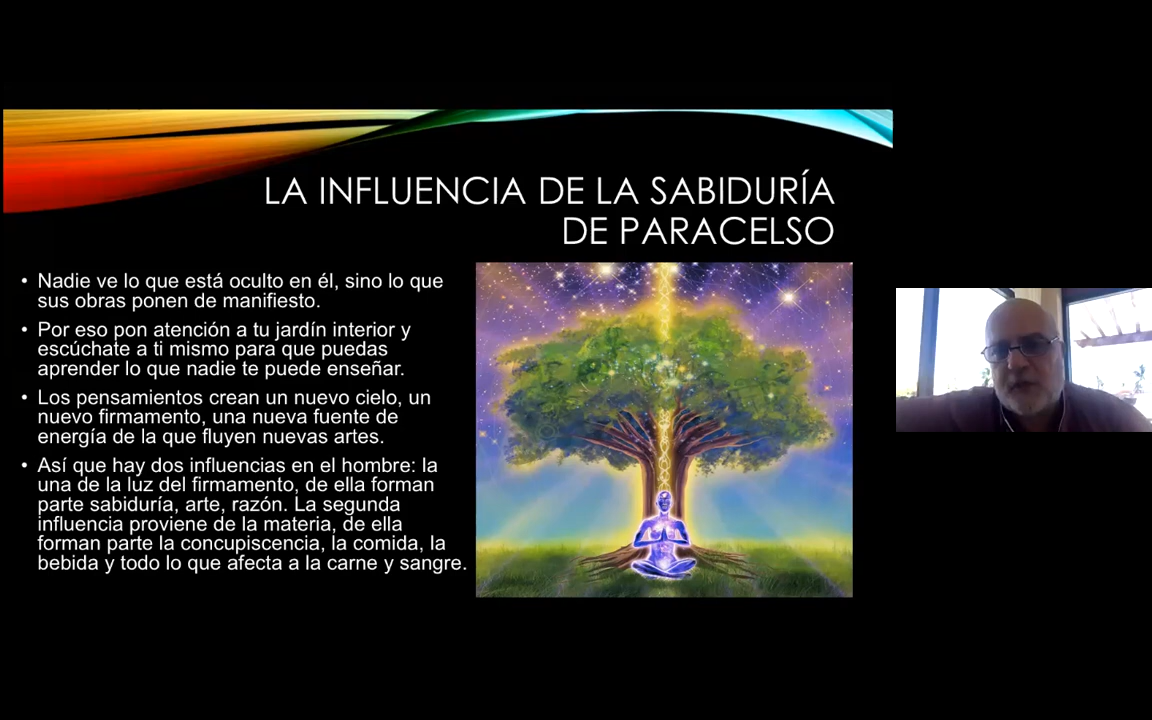 LA INFLUENCIA DE LA SABIDURÍA
DE PARACELSO
• Nadie ve lo que está oculto en él, sino lo que
sus obras ponen de manifiesto.
• Por eso pon atención a tu jardín interior y
escúchate a ti mismo para que puedas
aprender lo que nadie te puede enseñar.
• Los pensamientos crean un nuevo cielo, un
nuevo firmamento, una nueva fuente de
energía de la que fluyen nuevas artes.
• Así que hay dos influencias en el hombre: la
una de la luz del firmamento, de ella forman
parte sabiduría, arte, razón. La segunda
influencia proviene de la materia, de ella
forman parte la concupiscencia, la comida, la
bebida y todo lo que afecta a la carne y sangre.